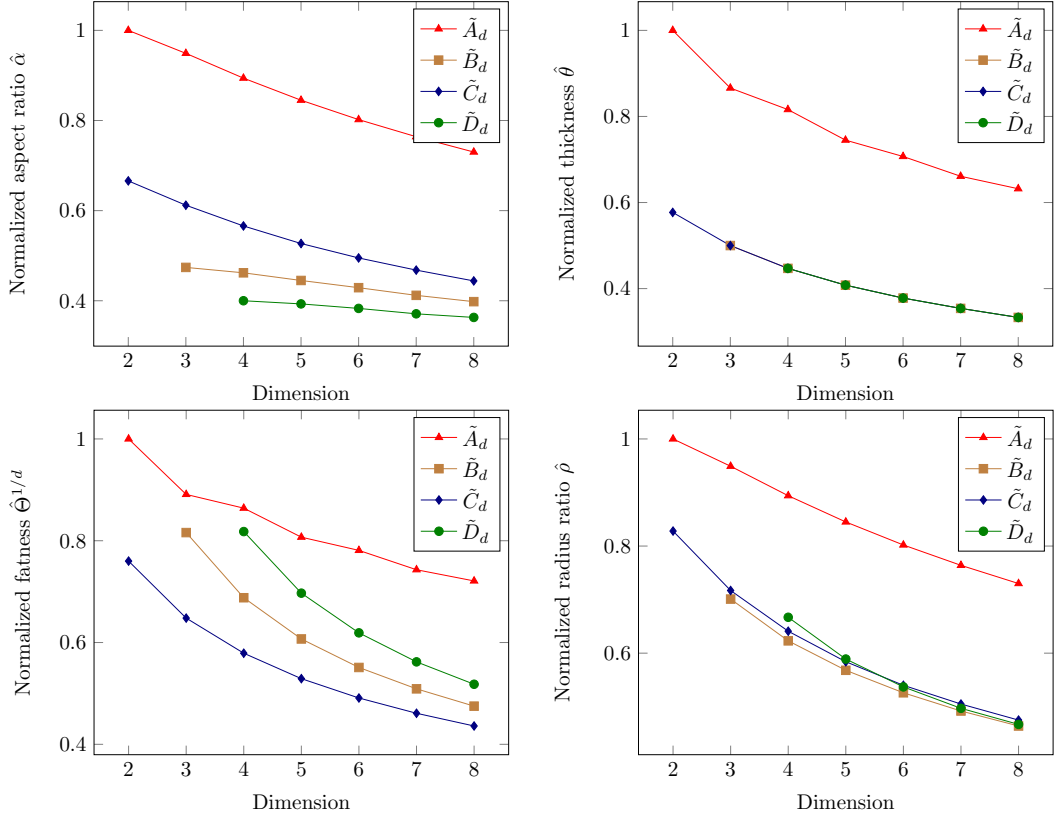 1
0.8
0.6
0.4
2 3 4 5 6 7 8
Dimension
Normalized aspect ratio α̂
Ã_d
B̃_d
C̃_d
D̃_d
1
0.8
0.6
0.4
2 3 4 5 6 7 8
Dimension
Normalized thickness θ̂
Ã_d
B̃_d
C̃_d
D̃_d
1
0.8
0.6
0.4
2 3 4 5 6 7 8
Dimension
Normalized fatness Θ̂^{1/d}
Ã_d
B̃_d
C̃_d
D̃_d
1
0.8
0.6
2 3 4 5 6 7 8
Dimension
Normalized radius ratio ρ̂
Ã_d
B̃_d
C̃_d
D̃_d